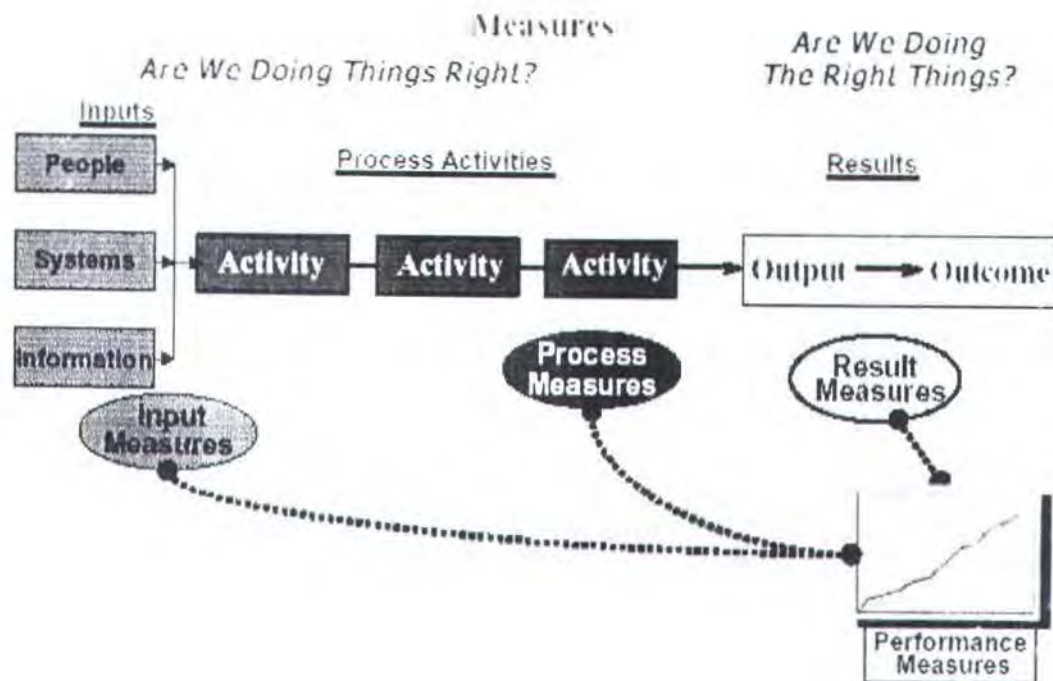 Measures
Are We Doing Things Right?
Are We Doing
The Right Things?
Inputs
People
Systems
Information
Process Activities
Results
Activity
Activity
Activity
Output
Outcome
Input
Measures
Process
Measures
Result
Measures
Performance
Measures